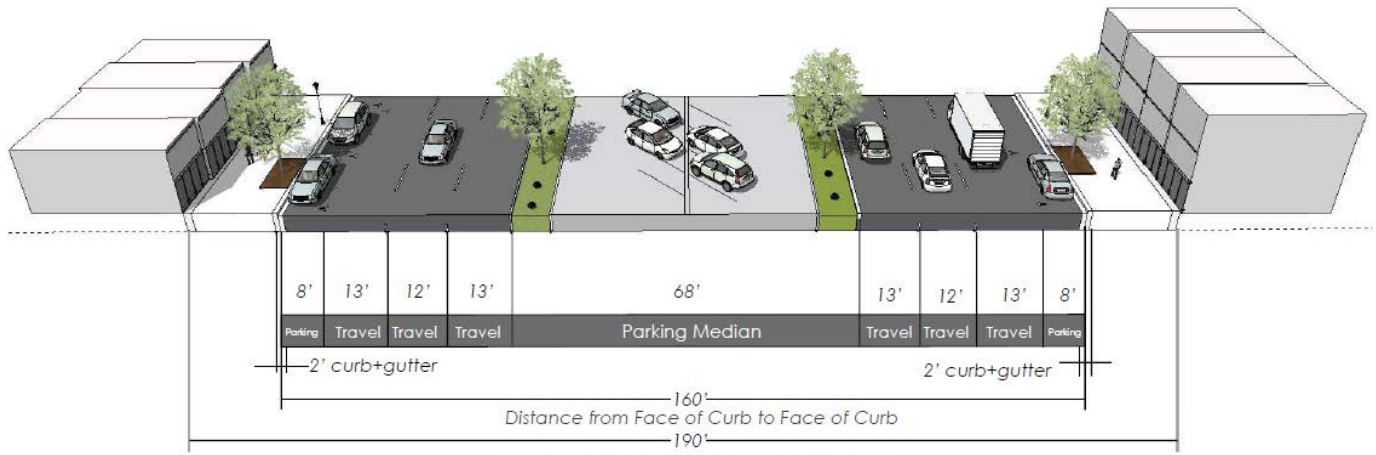 8' 13' 12' 13' 68' 13' 12' 13' 8'
Parking Travel Travel Travel Parking Median Travel Travel Travel Parking
2' curb+gutter 2' curb+gutter
160'
Distance from Face of Curb to Face of Curb
190'